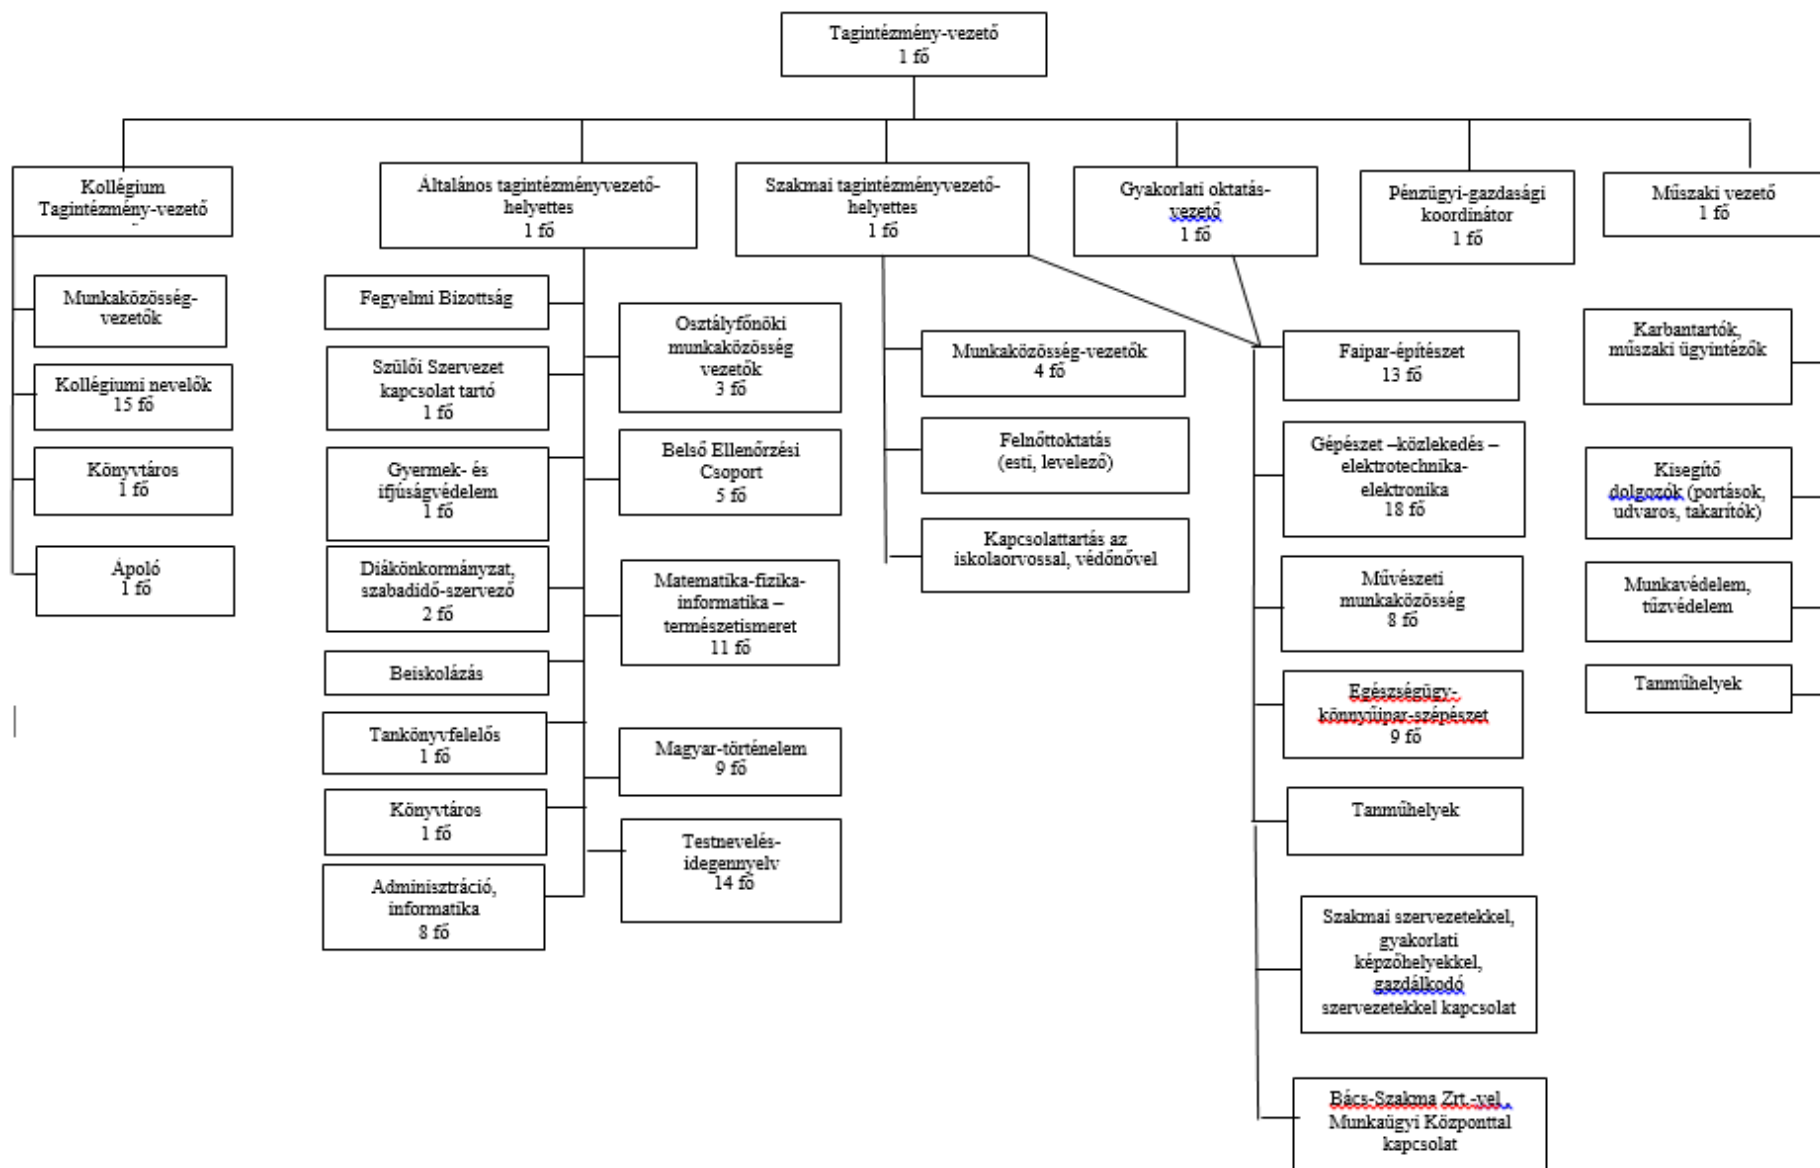 Tagintézmény-vezető
1 fő
Kollégium
Tagintézmény-vezető
Általános tagintézményvezető-
helyettes
1 fő
Szakmai tagintézményvezető-
helyettes
1 fő
Gyakorlati oktatás-
vezető
1 fő
Pénzügyi-gazdasági
koordinátor
1 fő
Műszaki vezető
1 fő
Munkaközösség-
vezetők
Kollégiumi nevelők
15 fő
Könyvtáros
1 fő
Ápoló
1 fő
Fegyelmi Bizottság
Szülői Szervezet
kapcsolat tartó
1 fő
Gyermek- és
ifjúságvédelem
1 fő
Diákönkormányzat,
szabadidő-szervező
2 fő
Beiskolázás
Tankönyvfelelős
1 fő
Könyvtáros
1 fő
Adminisztráció,
informatika
8 fő
Osztályfőnöki
munkaközösség
vezetők
3 fő
Belső Ellenőrzési
Csoport
5 fő
Matematika-fizika-
informatika –
természetismeret
11 fő
Magyar-történelem
9 fő
Testnevelés-
idegennyelv
14 fő
Munkaközösség-vezetők
4 fő
Felnőttoktatás
(esti, levelező)
Kapcsolattartás az
iskolaorvossal, védőnővel
Faipar-építészet
13 fő
Gépészet –közlekedés –
elektrotechnika-
elektronika
18 fő
Művészeti
munkaközösség
8 fő
Egészségügy-
könnyűipar-szépészet
9 fő
Tanműhelyek
Szakmai szervezetekkel,
gyakorlati
képzőhelyekkel,
gazdálkodó
szervezetekkel kapcsolat
Bács-Szakma Zrt.-vel ,
Munkaügyi Központtal
kapcsolat
Karbantartók,
műszaki ügyintézők
Kisegítő
dolgozók (portások,
udvaros, takarítók)
Munkavédelem,
tűzvédelem
Tanműhelyek